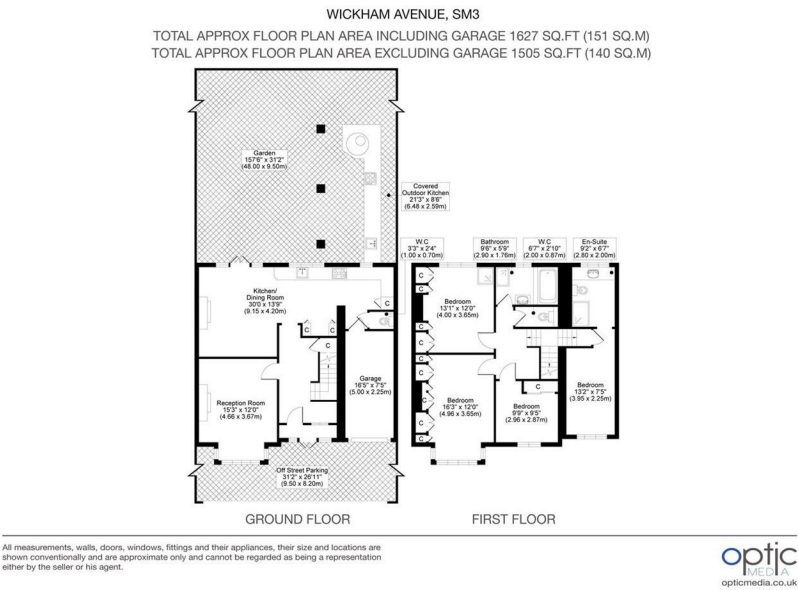 WICKHAM AVENUE, SM3
TOTAL APPROX FLOOR PLAN AREA INCLUDING GARAGE 1627 SQ.FT (151 SQ.M)
TOTAL APPROX FLOOR PLAN AREA EXCLUDING GARAGE 1505 SQ.FT (140 SQ.M)
Garden
157'6" x 31'2"
(48.00 x 9.50m)
Covered
Outdoor Kitchen
21'3" x 8'6"
(6.48 x 2.59m)
W.C
3'3" x 2'4"
(1.00 x 0.70m)
Kitchen/
Dining Room
30'0 x 13'9"
(9.15 x 4.20m)
C
C
C
C
Garage
16'5" x 7'5"
(5.00 x 2.25m)
Reception Room
15'3" x 12'0"
(4.66 x 3.67m)
Off Street Parking
31'2" x 26'11"
(9.50 x 8.20m)
GROUND FLOOR
Bathroom
9'6" x 5'9"
(2.90 x 1.76m)
W.C
6'7" x 2'10"
(2.00 x 0.87m)
En-Suite
9'2" x 6'7"
(2.80 x 2.00m)
C
C
C
C
Bedroom
13'1" x 12'0"
(4.00 x 3.65m)
C
C
C
C
C
Bedroom
16'3" x 12'0"
(4.96 x 3.65m)
C
Bedroom
9'9" x 9'5"
(2.96 x 2.87m)
Bedroom
13'2" x 7'5"
(3.95 x 2.25m)
FIRST FLOOR
All measurements, walls, doors, windows, fittings and their appliances, their size and locations are
shown conventionally and are approximate only and cannot be regarded as being a representation
either by the seller or his agent.
optic
MEDIA
opticmedia.co.uk